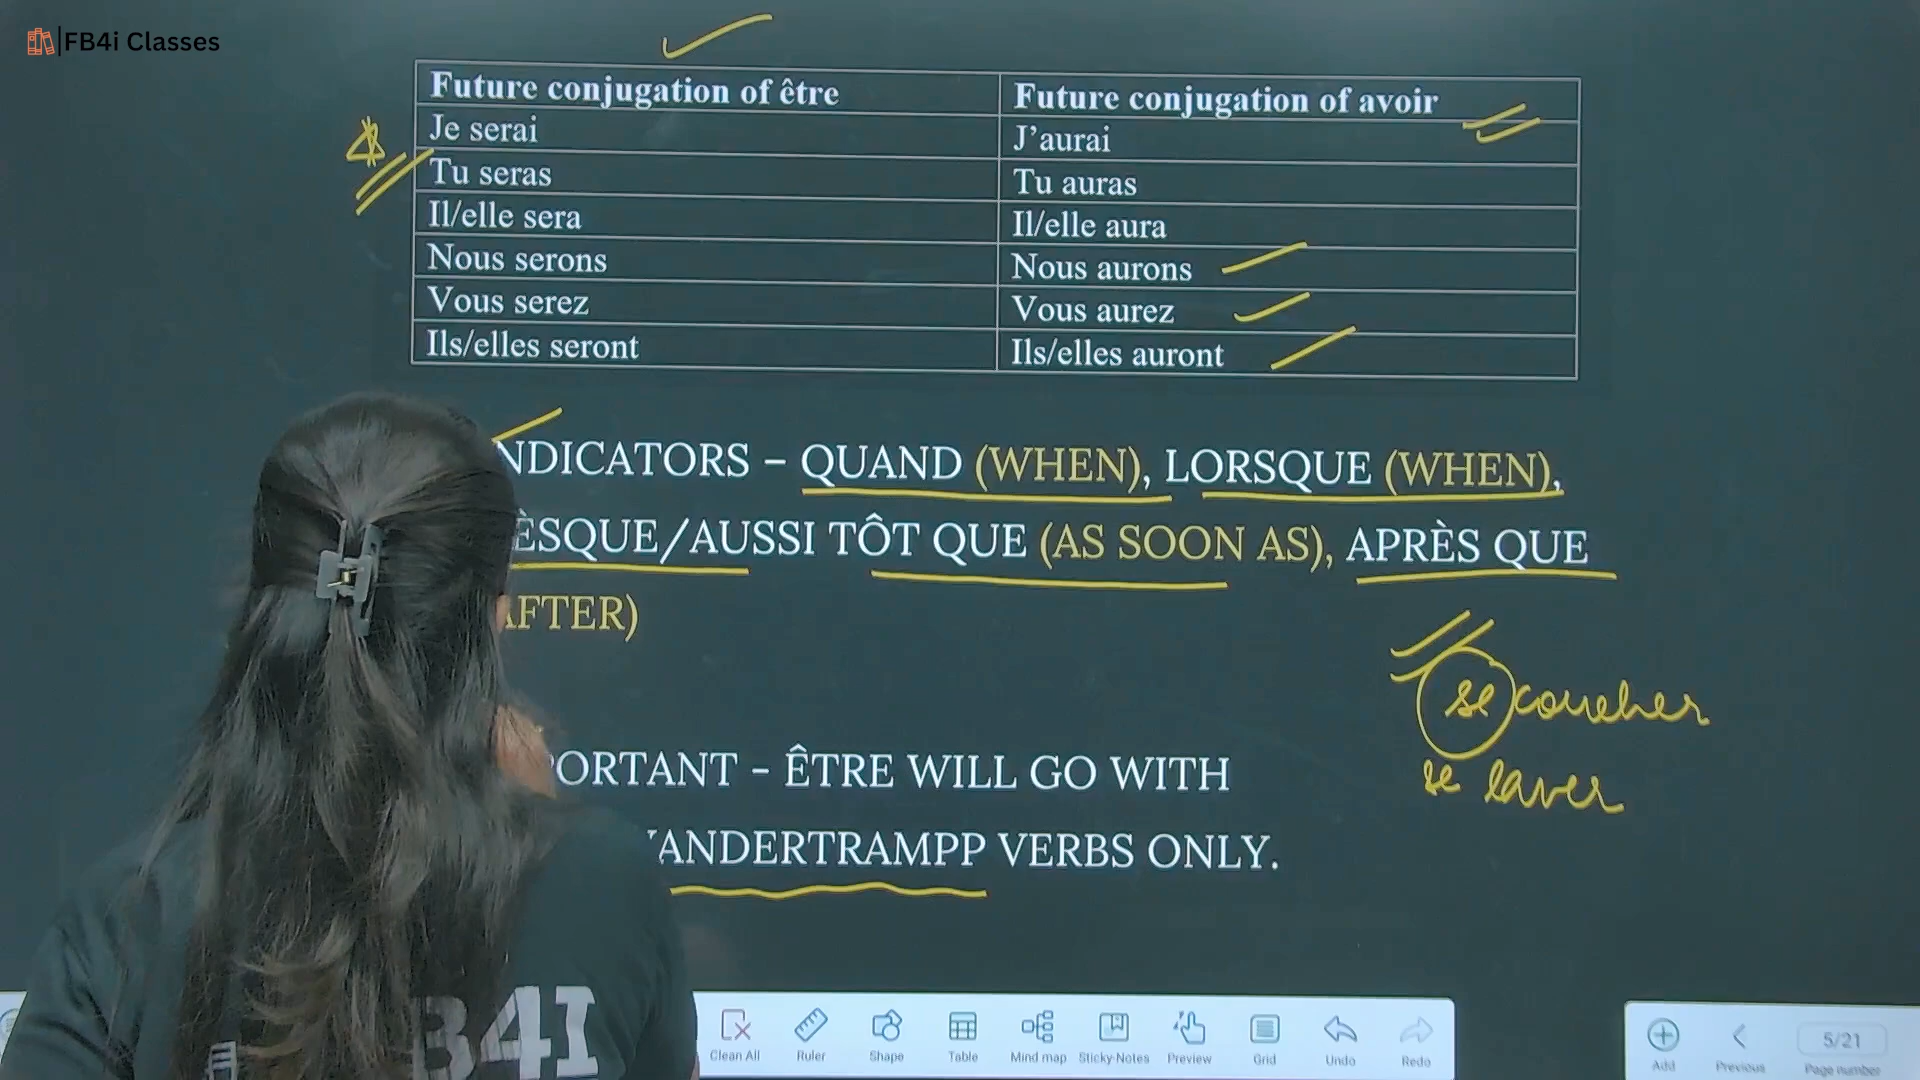 FB4i Classes
Future conjugation of être
Future conjugation of avoir
Je serai
J'aurai
Tu seras
Tu auras
Il/elle sera
Il/elle aura
Nous serons
Nous aurons
Vous serez
Vous aurez
Ils/elles seront
Ils/elles auront
NDICATORS – QUAND (WHEN), LORSQUE (WHEN),
ÈSQUE/AUSSI TÔT QUE (AS SOON AS), APRÈS QUE
AFTER)
se coucher
se laver
PORTANT – ÊTRE WILL GO WITH
VANDERTRAMPP VERBS ONLY.
B4I
Clean All
Ruler
Shape
Table
Mind map
Sticky Notes
Preview
Grid
Undo
Redo
Add
Previous
5/21
Page number